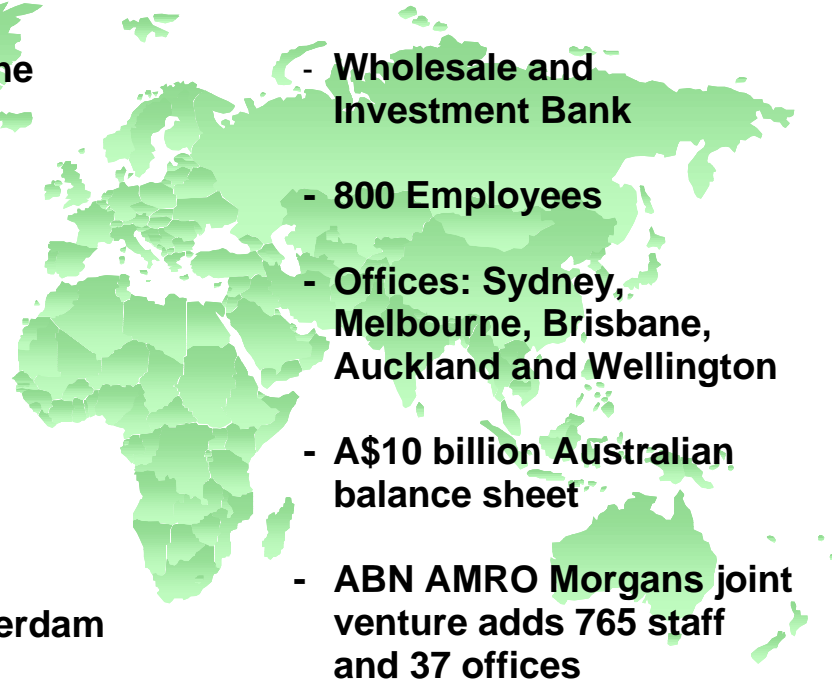 ne
- Wholesale and
Investment Bank
- 800 Employees
- Offices: Sydney,
Melbourne, Brisbane,
Auckland and Wellington
- A$10 billion Australian
balance sheet
- ABN AMRO Morgans joint
venture adds 765 staff
and 37 offices
erdam